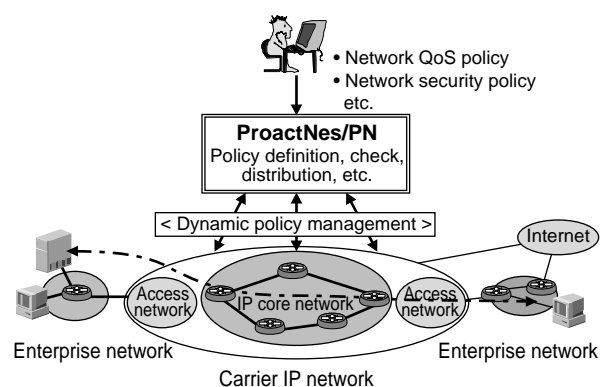 • Network QoS policy
• Network security policy
etc.
ProactNes/PN
Policy definition, check,
distribution, etc.
< Dynamic policy management >
Internet
Access
network
IP core network
Access
network
Enterprise network
Enterprise network
Carrier IP network